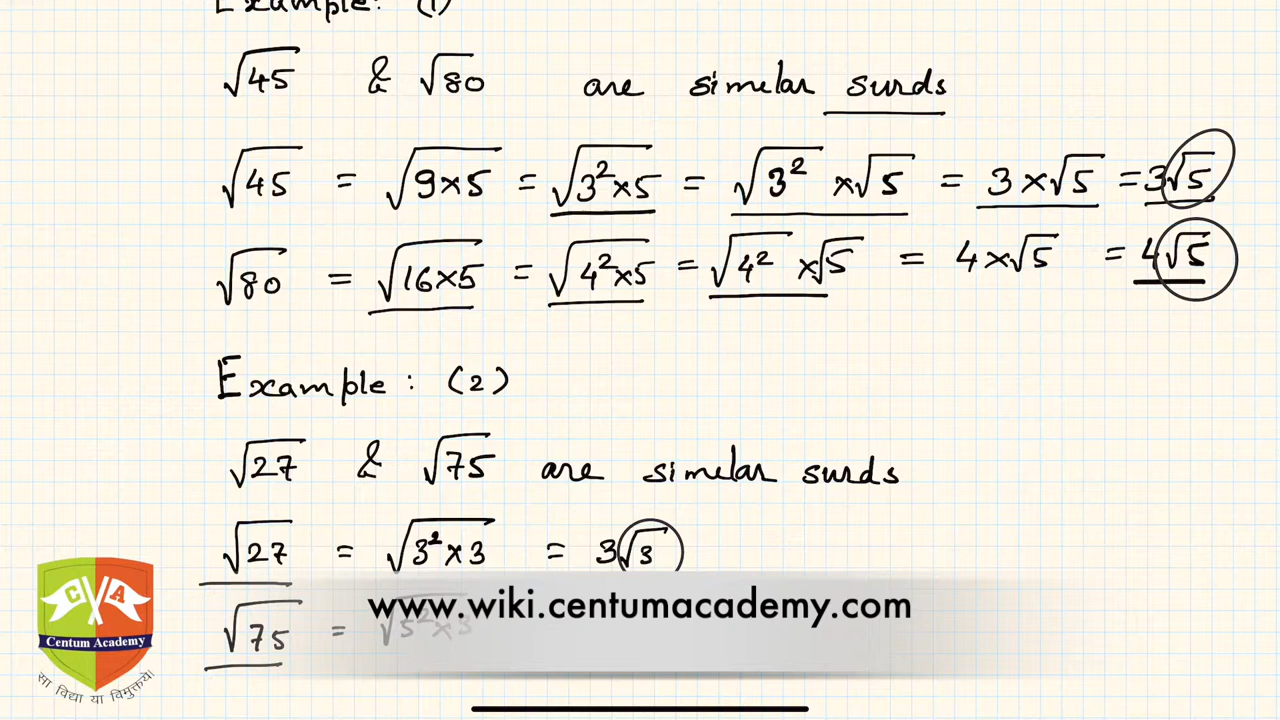 Example: (1)
√45 & √80 are similar surds
√45 = √9×5 = √3²×5 = √3² ×√5 = 3×√5 = 3√5
√80 = √16×5 = √4²×5 = √4² ×√5 = 4×√5 = 4√5
Example: (2)
√27 & √75 are similar surds
√27 = √3²×3 = 3√3
√75 = √5²×3
www.wiki.centumacademy.com
C A
Centum Academy
सा विद्या या विमुक्तये।